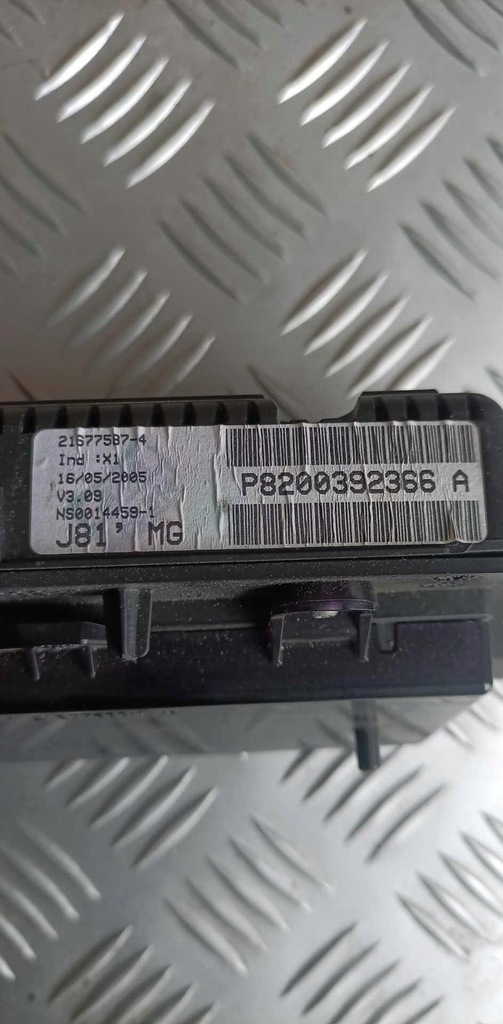 21677587-4
Ind :X1
16/05/2005
V3.09
NS0014459-1
J81' MG
P8200392366 A